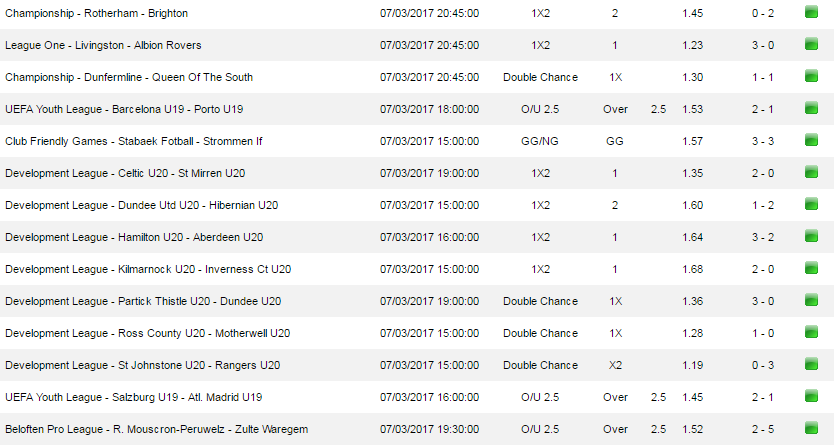 Championship - Rotherham - Brighton 07/03/2017 20:45:00 1X2 2 1.45 0 - 2
League One - Livingston - Albion Rovers 07/03/2017 20:45:00 1X2 1 1.23 3 - 0
Championship - Dunfermline - Queen Of The South 07/03/2017 20:45:00 Double Chance 1X 1.30 1 - 1
UEFA Youth League - Barcelona U19 - Porto U19 07/03/2017 18:00:00 O/U 2.5 Over 2.5 1.53 2 - 1
Club Friendly Games - Stabaek Fotball - Strommen If 07/03/2017 15:00:00 GG/NG GG 1.57 3 - 3
Development League - Celtic U20 - St Mirren U20 07/03/2017 19:00:00 1X2 1 1.35 2 - 0
Development League - Dundee Utd U20 - Hibernian U20 07/03/2017 15:00:00 1X2 2 1.60 1 - 2
Development League - Hamilton U20 - Aberdeen U20 07/03/2017 16:00:00 1X2 1 1.64 3 - 2
Development League - Kilmarnock U20 - Inverness Ct U20 07/03/2017 15:00:00 1X2 1 1.68 2 - 0
Development League - Partick Thistle U20 - Dundee U20 07/03/2017 19:00:00 Double Chance 1X 1.36 3 - 0
Development League - Ross County U20 - Motherwell U20 07/03/2017 15:00:00 Double Chance 1X 1.28 1 - 0
Development League - St Johnstone U20 - Rangers U20 07/03/2017 15:00:00 Double Chance X2 1.19 0 - 3
UEFA Youth League - Salzburg U19 - Atl. Madrid U19 07/03/2017 16:00:00 O/U 2.5 Over 2.5 1.45 2 - 1
Beloften Pro League - R. Mouscron-Peruwelz - Zulte Waregem 07/03/2017 19:30:00 O/U 2.5 Over 2.5 1.52 2 - 5